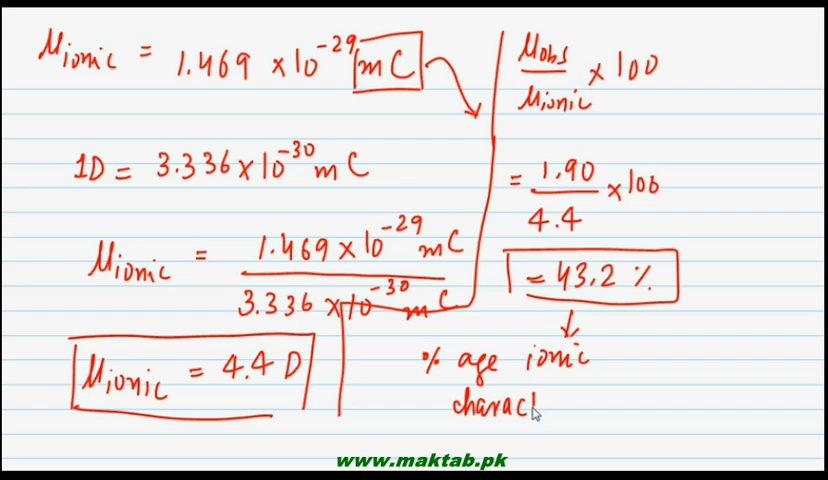 μionic = 1.469 × 10⁻²⁹ mC
1D = 3.336 × 10⁻³⁰ mC
μionic = 1.469 × 10⁻²⁹ mC
3.336 × 10⁻³⁰ mC
μionic = 4.4 D
μobs
μionic × 100
= 1.90
4.4 × 100
= 43.2 %
% age ionic
charact
www.maktab.pk